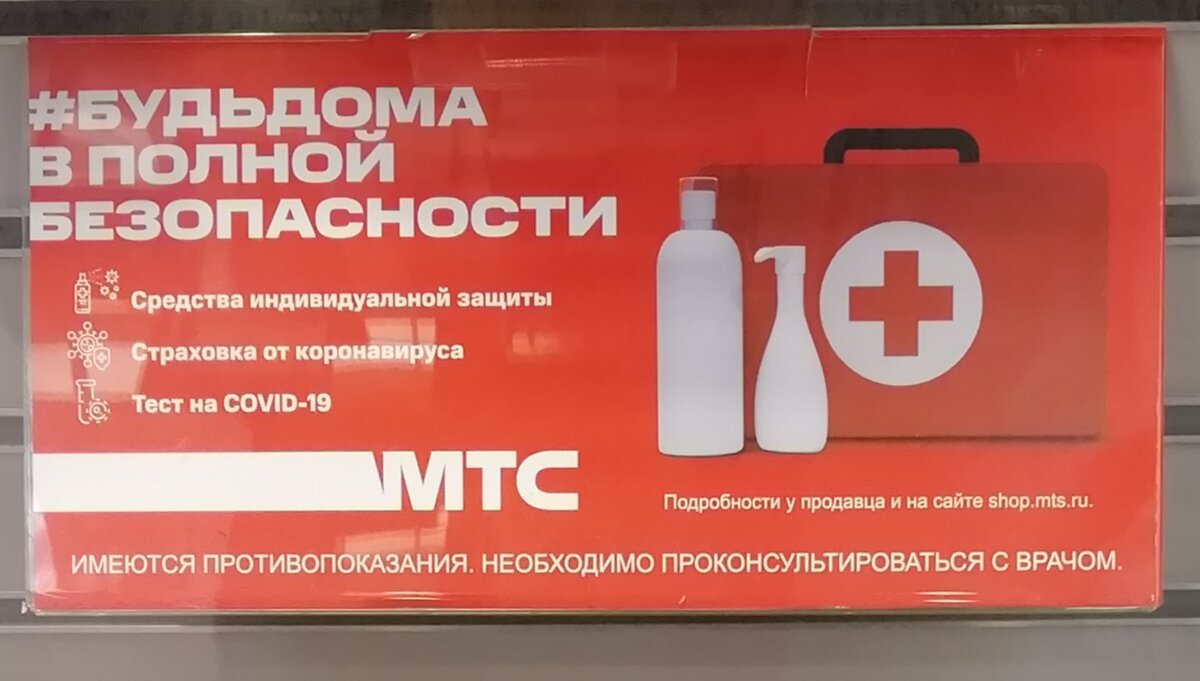 #БУДЬДОМА
В ПОЛНОЙ
БЕЗОПАСНОСТИ
Средства индивидуальной защиты
Страховка от коронавируса
Тест на COVID-19
МТС
Подробности у продавца и на сайте shop.mts.ru.
ИМЕЮТСЯ ПРОТИВОПОКАЗАНИЯ. НЕОБХОДИМО ПРОКОНСУЛЬТИРОВАТЬСЯ С ВРАЧОМ.